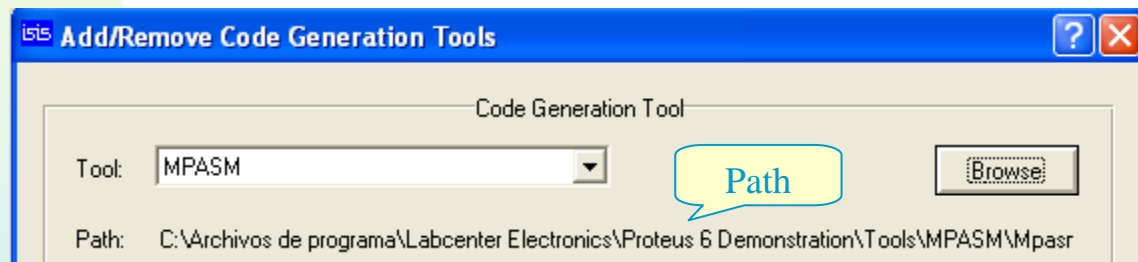 isis Add/Remove Code Generation Tools
Code Generation Tool
Tool: MPASM
Path
Browse
Path: C:\Archivos de programa\Labcenter Electronics\Proteus 6 Demonstration\Tools\MPASM\Mpasr